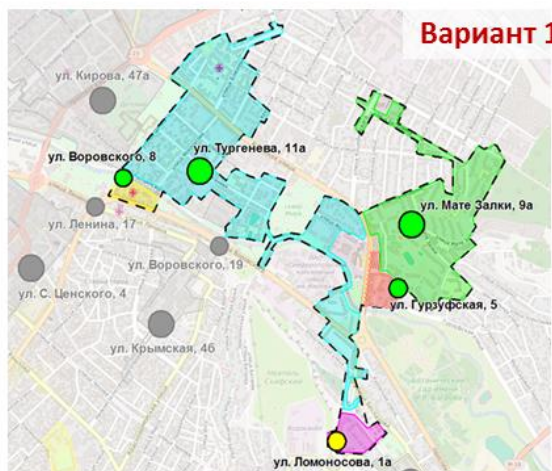 Вариант 1
ул. Кирова, 47а
ул. Воровского, 8
ул. Тургенева, 11а
ул. Мате Залки, 9а
ул. Ленина, 17
ул. Воровского, 19
ул. С. Ценского, 4
ул. Гурзуфская, 5
ул. Крымская, 4б
ул. Ломоносова, 1а